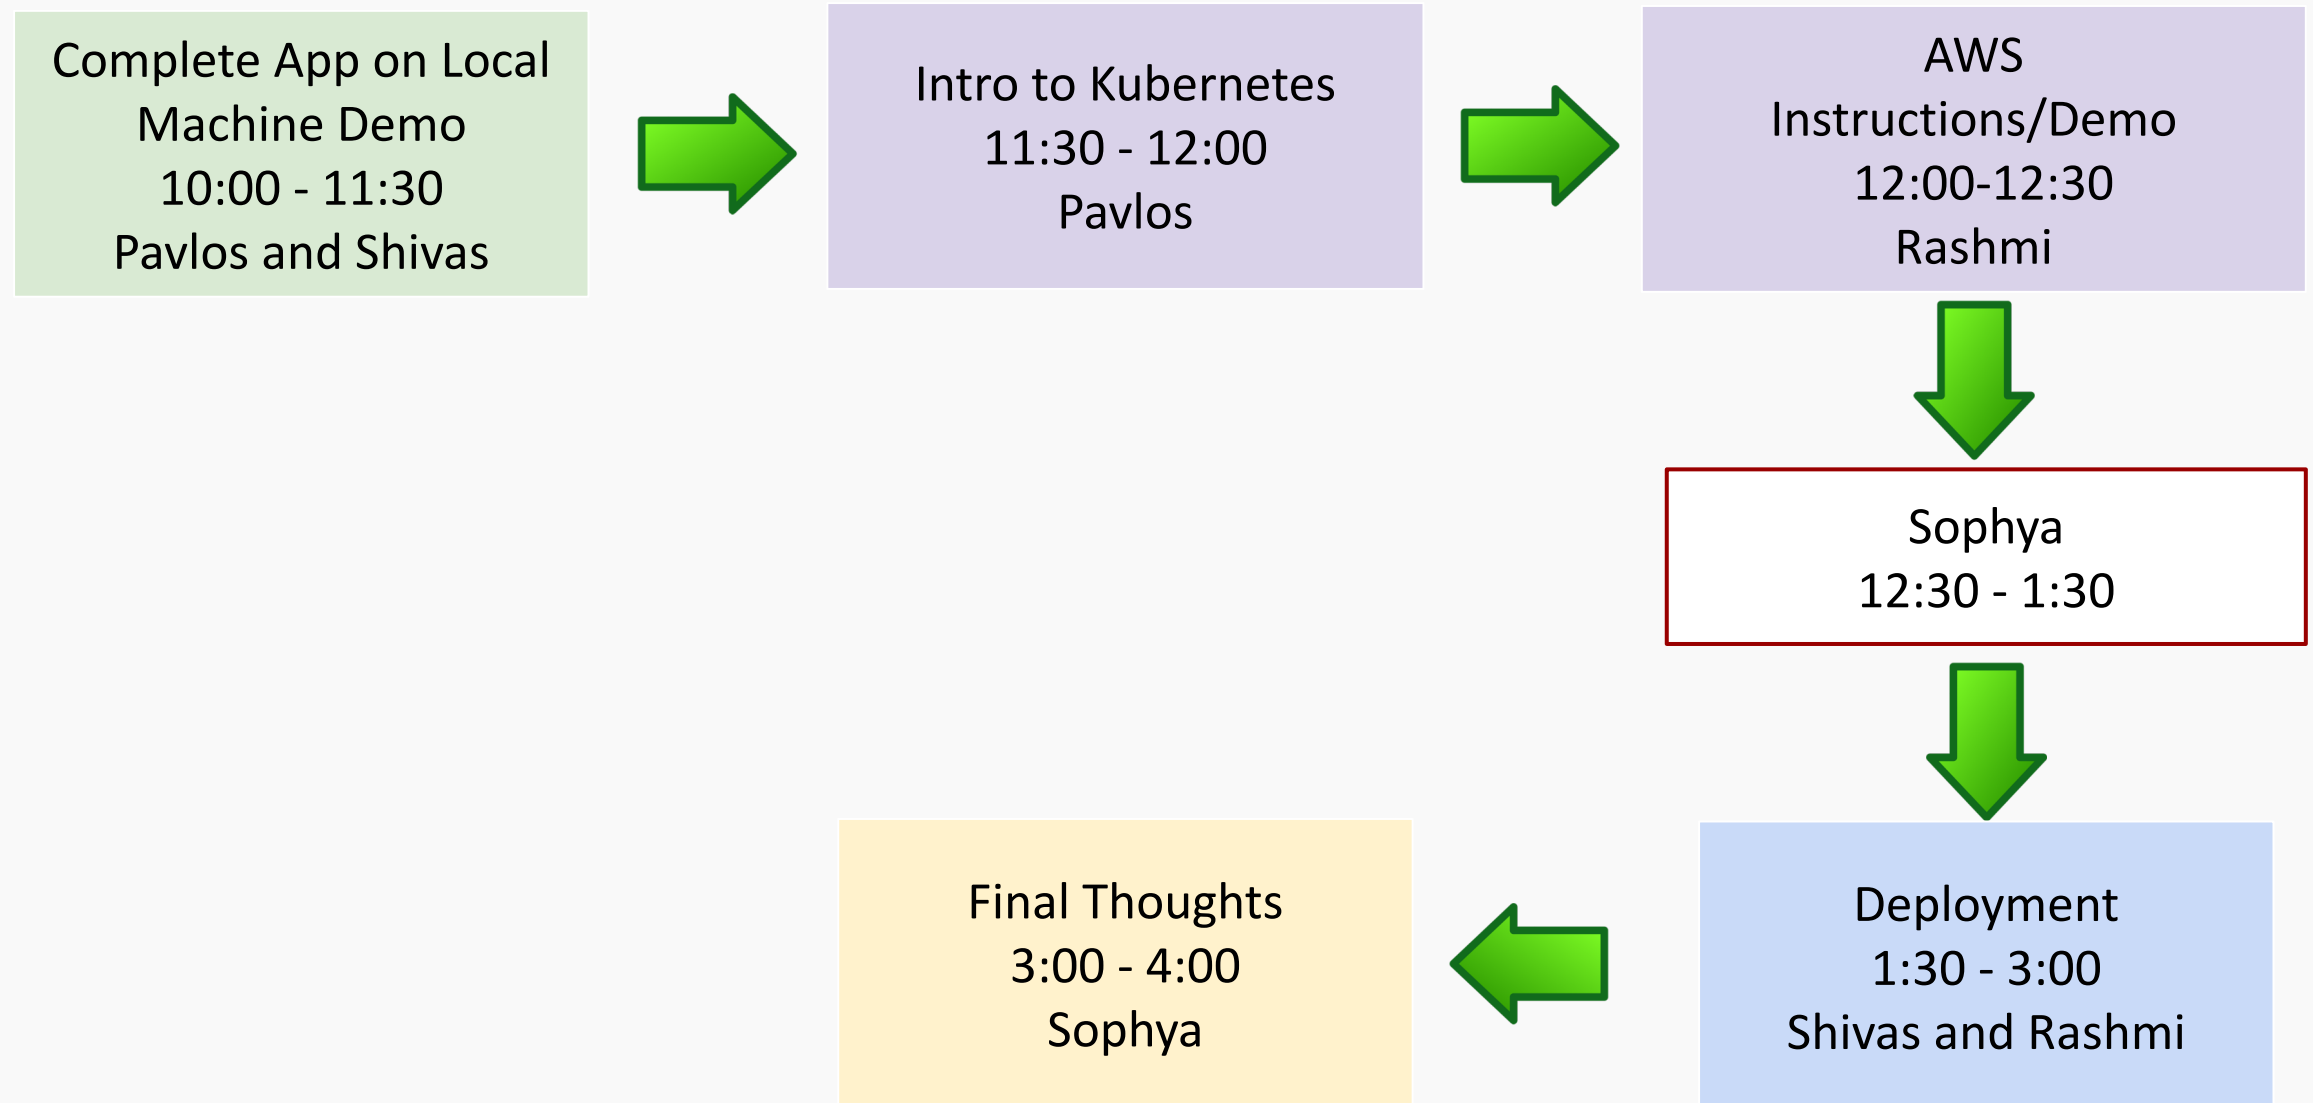 Complete App on Local
Machine Demo
10:00 - 11:30
Pavlos and Shivas
Intro to Kubernetes
11:30 - 12:00
Pavlos
AWS
Instructions/Demo
12:00-12:30
Rashmi
Sophya
12:30 - 1:30
Deployment
1:30 - 3:00
Shivas and Rashmi
Final Thoughts
3:00 - 4:00
Sophya